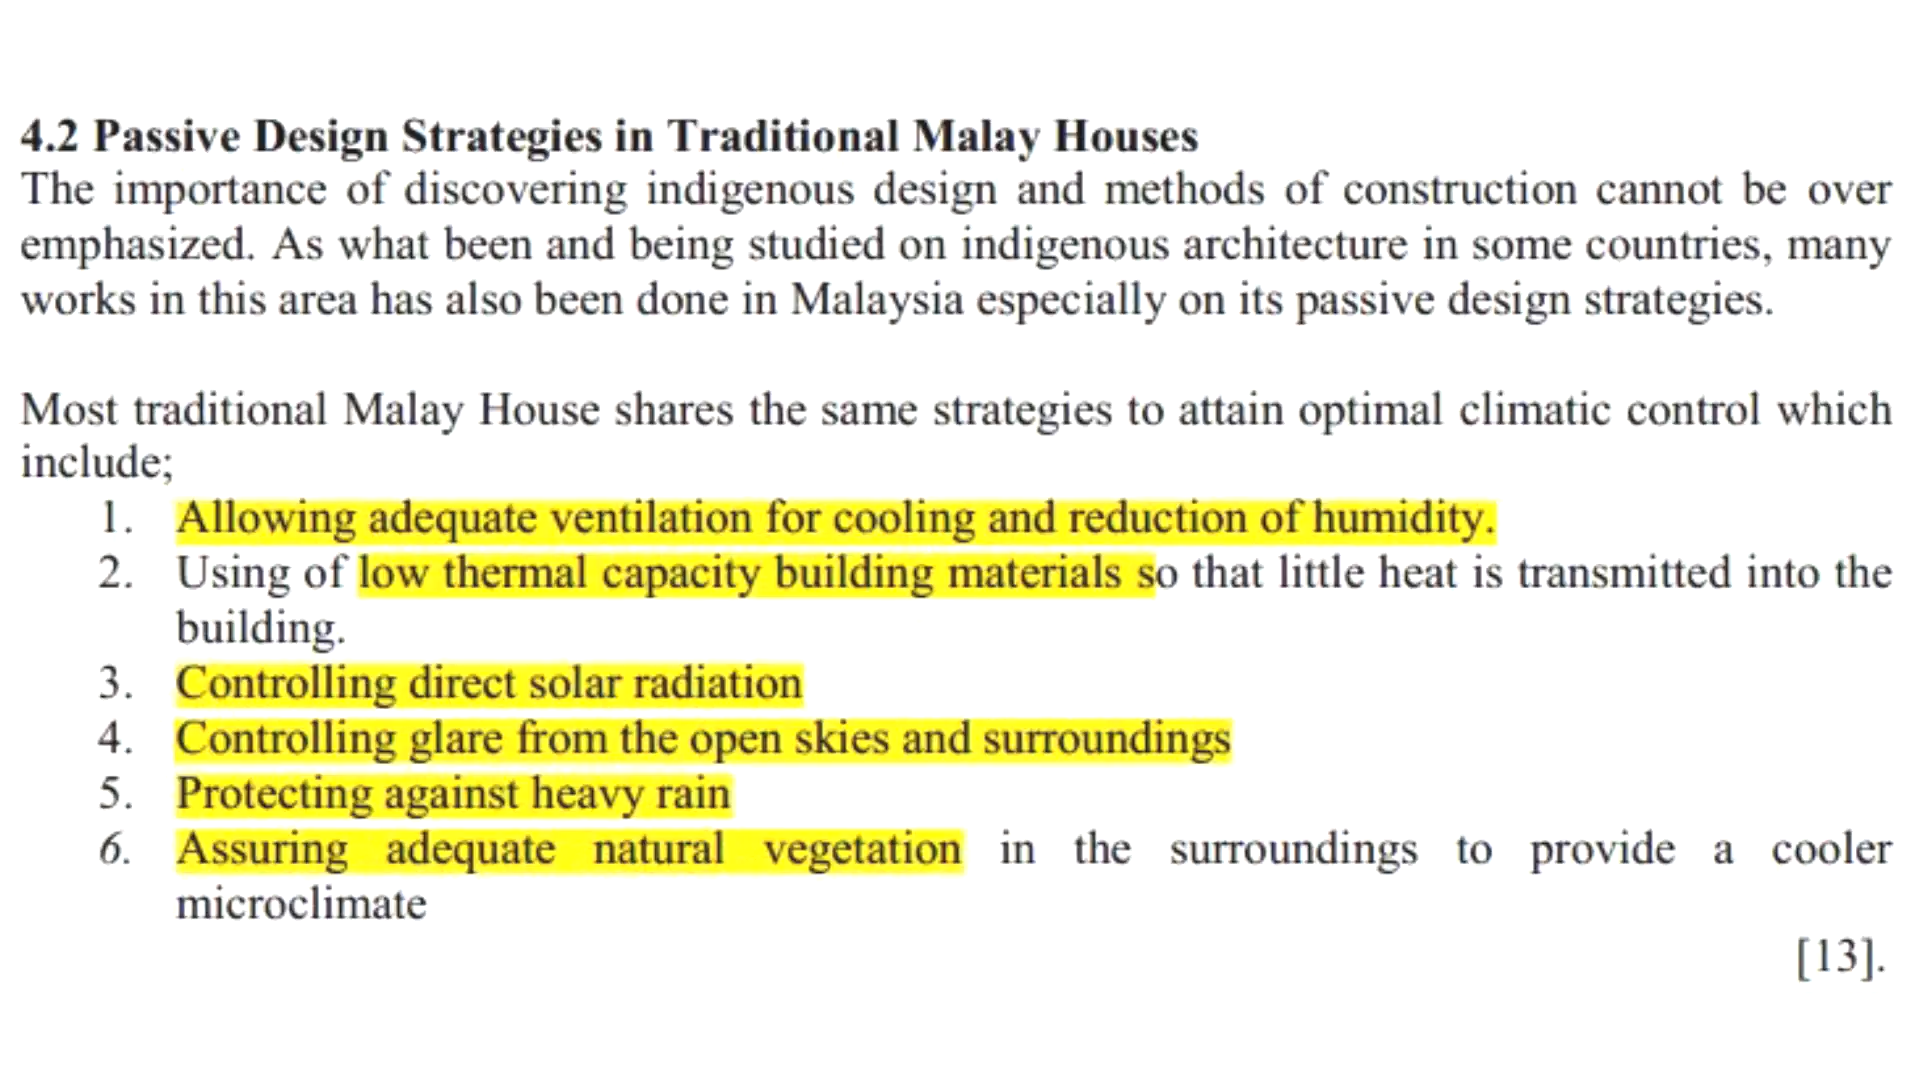 4.2 Passive Design Strategies in Traditional Malay Houses
The importance of discovering indigenous design and methods of construction cannot be over
emphasized. As what been and being studied on indigenous architecture in some countries, many
works in this area has also been done in Malaysia especially on its passive design strategies.
Most traditional Malay House shares the same strategies to attain optimal climatic control which
include;
1. Allowing adequate ventilation for cooling and reduction of humidity.
2. Using of low thermal capacity building materials so that little heat is transmitted into the
building.
3. Controlling direct solar radiation
4. Controlling glare from the open skies and surroundings
5. Protecting against heavy rain
6. Assuring adequate natural vegetation in the surroundings to provide a cooler
microclimate
[13].